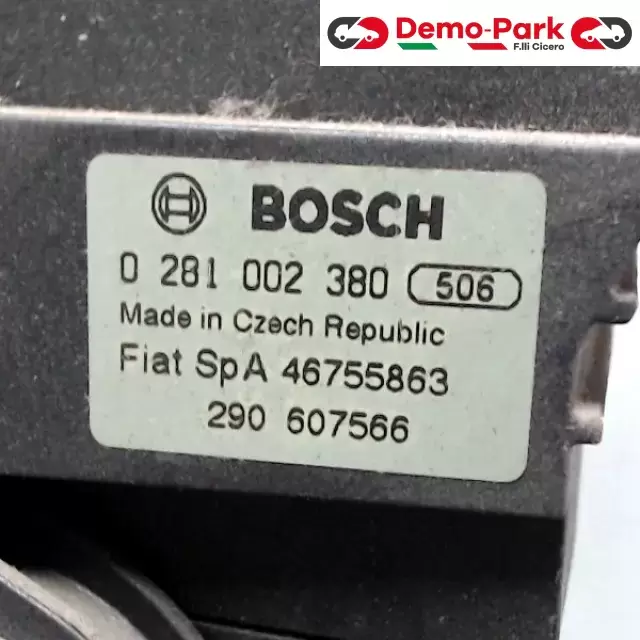 Demo-Park
F.lli Cicero
BOSCH
0 281 002 380 506
Made in Czech Republic
Fiat SpA 46755863
290 607566